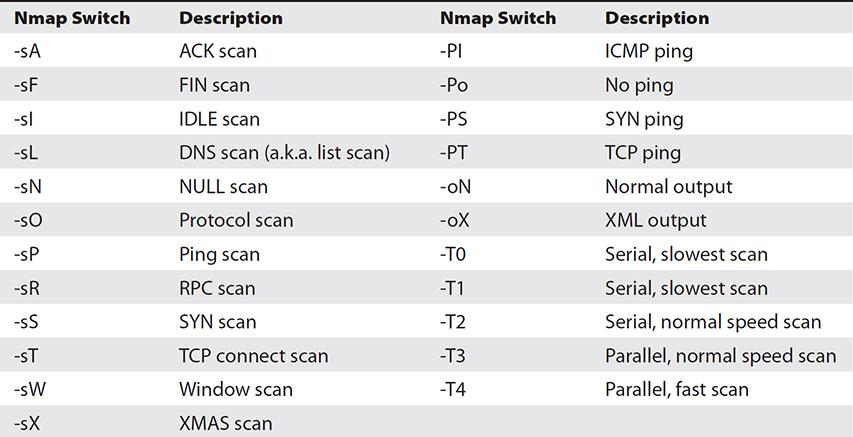 Nmap Switch Description Nmap Switch Description
-sA ACK scan -PI ICMP ping
-sF FIN scan -Po No ping
-sI IDLE scan -PS SYN ping
-sL DNS scan (a.k.a. list scan) -PT TCP ping
-sN NULL scan -oN Normal output
-sO Protocol scan -oX XML output
-sP Ping scan -T0 Serial, slowest scan
-sR RPC scan -T1 Serial, slowest scan
-sS SYN scan -T2 Serial, normal speed scan
-sT TCP connect scan -T3 Parallel, normal speed scan
-sW Window scan -T4 Parallel, fast scan
-sX XMAS scan